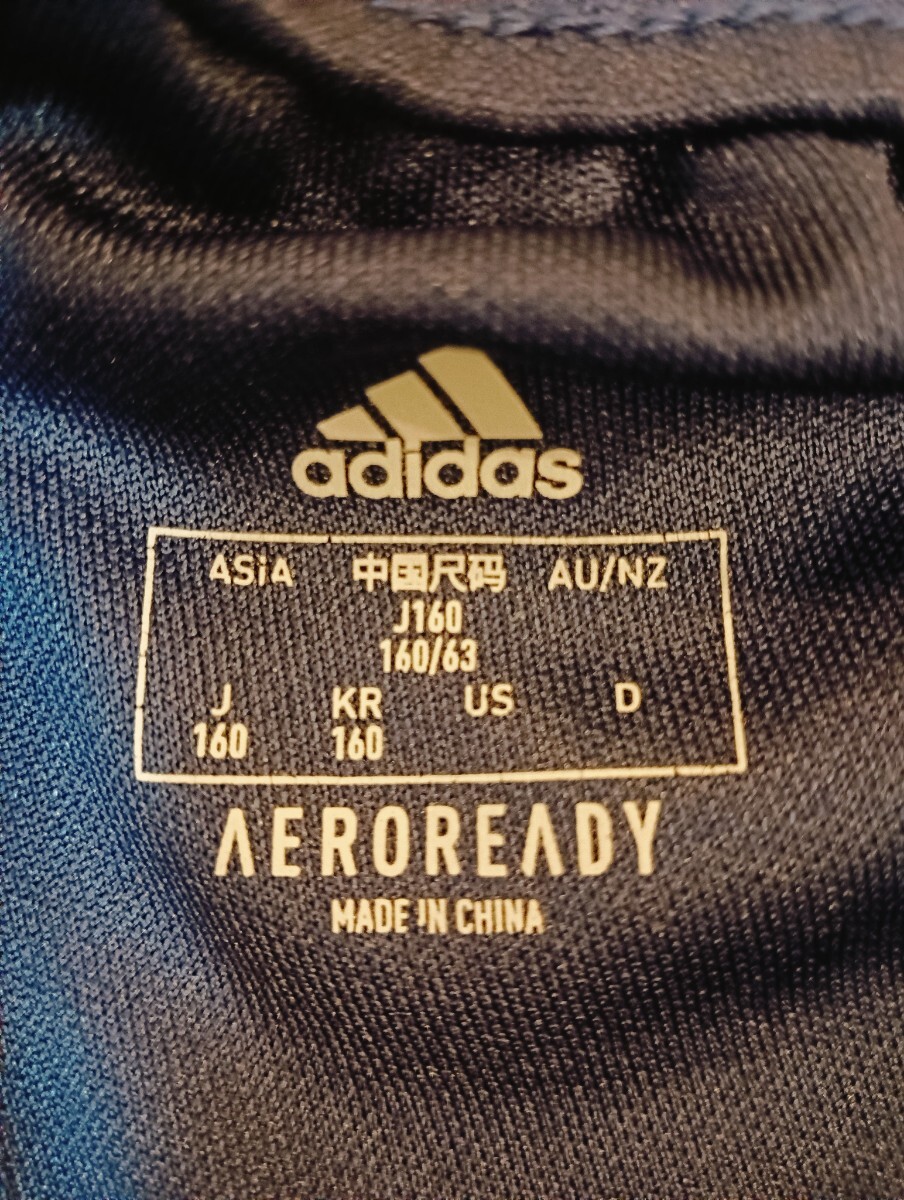 adidas
ASiA 中国尺码 AU/NZ
J160
160/63
J KR US D
160 160
AEROREADY
MADE IN CHINA